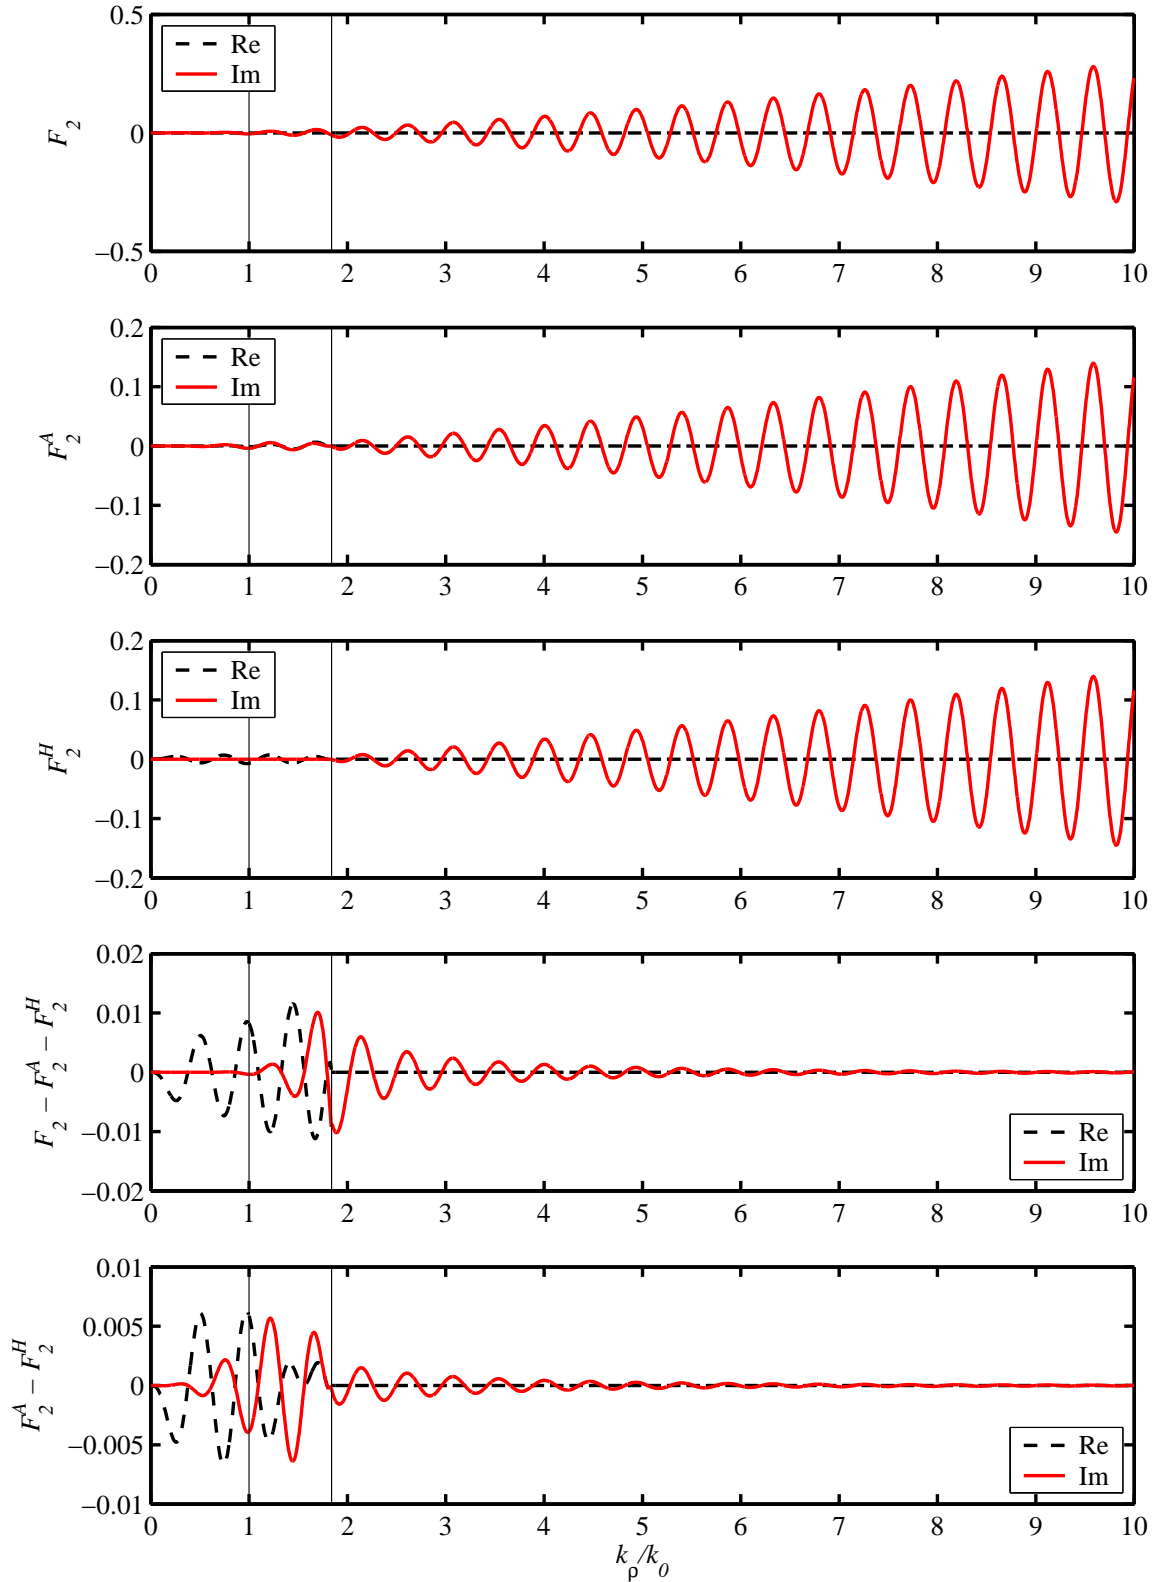 0.5
0
−0.5
F₂
Re
Im
0 1 2 3 4 5 6 7 8 9 10
0.2
0.1
0
−0.1
−0.2
F₂ᴬ
Re
Im
0 1 2 3 4 5 6 7 8 9 10
0.2
0.1
0
−0.1
−0.2
F₂ᴴ
Re
Im
0 1 2 3 4 5 6 7 8 9 10
0.02
0.01
0
−0.01
−0.02
F₂ − F₂ᴬ − F₂ᴴ
Re
Im
0 1 2 3 4 5 6 7 8 9 10
0.01
0.005
0
−0.005
−0.01
F₂ᴬ − F₂ᴴ
Re
Im
0 1 2 3 4 5 6 7 8 9 10
kᵨ/k₀